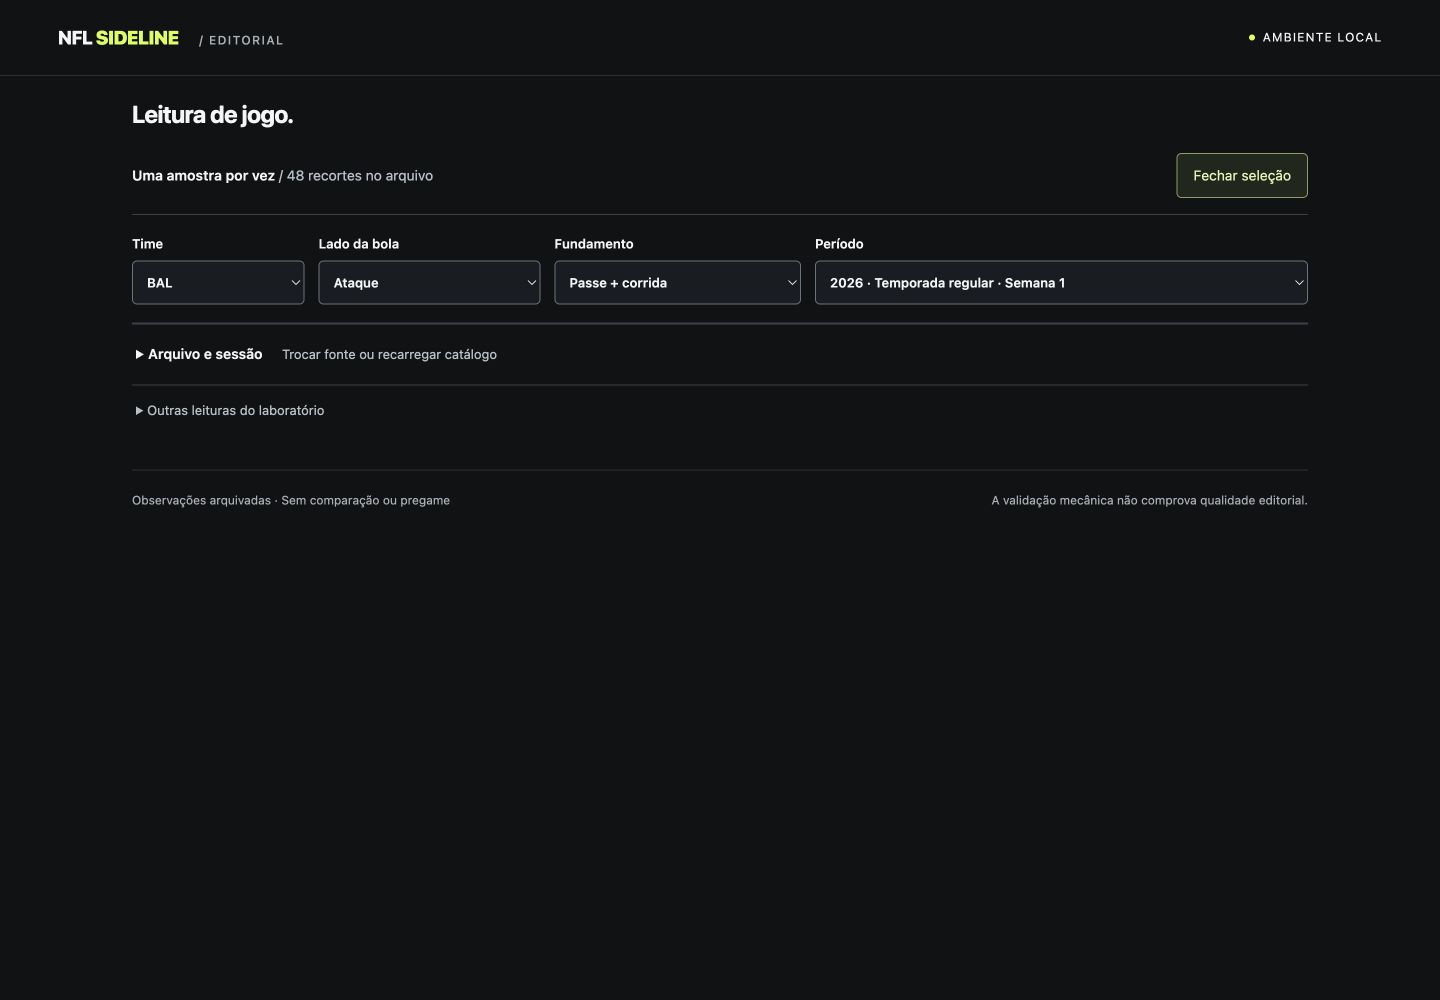 NFL SIDELINE / EDITORIAL
AMBIENTE LOCAL
Leitura de jogo.
Uma amostra por vez / 48 recortes no arquivo
Fechar seleção
Time
Lado da bola
Fundamento
Período
BAL
Ataque
Passe + corrida
2026 · Temporada regular · Semana 1
Arquivo e sessão
Trocar fonte ou recarregar catálogo
Outras leituras do laboratório
Observações arquivadas · Sem comparação ou pregame
A validação mecânica não comprova qualidade editorial.